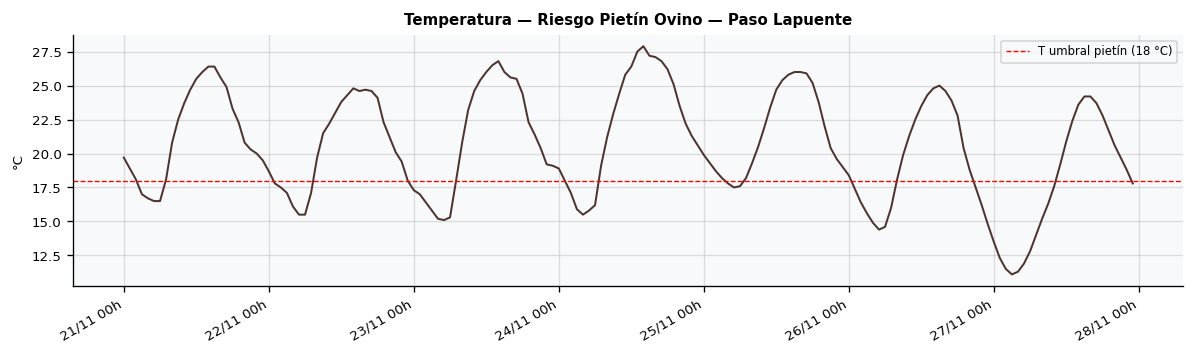 Temperatura — Riesgo Pietín Ovino — Paso Lapuente
T umbral pietín (18 °C)
°C
27.5
25.0
22.5
20.0
17.5
15.0
12.5
21/11 00h
22/11 00h
23/11 00h
24/11 00h
25/11 00h
26/11 00h
27/11 00h
28/11 00h